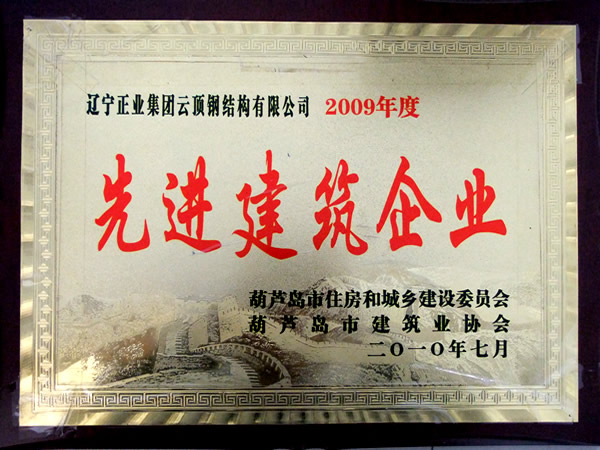 辽宁正业集团云顶钢结构有限公司 2009年度
先进建筑企业
葫芦岛市住房和城乡建设委员会
葫芦岛市建筑业协会
二〇一〇年七月